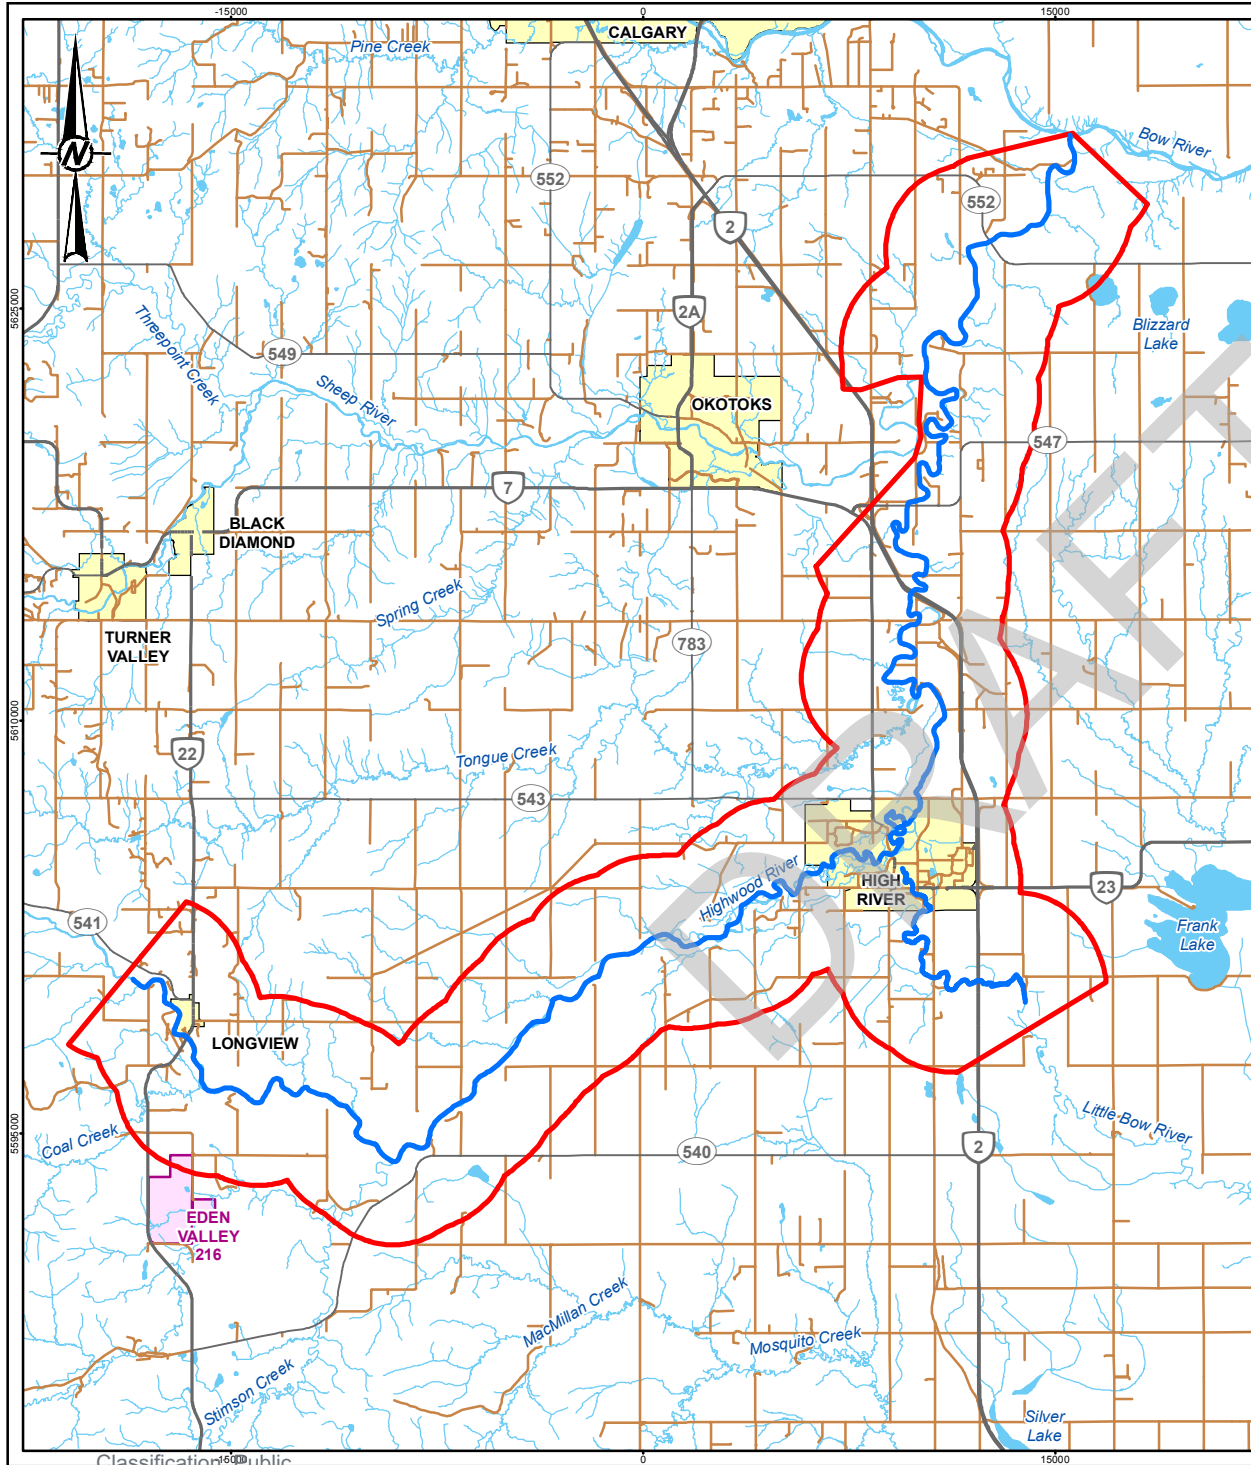 -15000
0
15000
CALGARY
Pine Creek
Bow River
N
552
552
2
5625000
2A
Threepoint Creek
Blizzard
Lake
549
Sheep River
OKOTOKS
547
7
BLACK
DIAMOND
Spring Creek
TURNER
VALLEY
783
5610000
22
Tongue Creek
543
DRAFT
Highwood River
HIGH
RIVER
23
541
Frank
Lake
LONGVIEW
Coal Creek
5595000
Little Bow River
540
2
EDEN
VALLEY
216
MacMillan Creek
Mosquito Creek
Stimson Creek
Silver
Lake
-15000
0
15000
Classification: Public